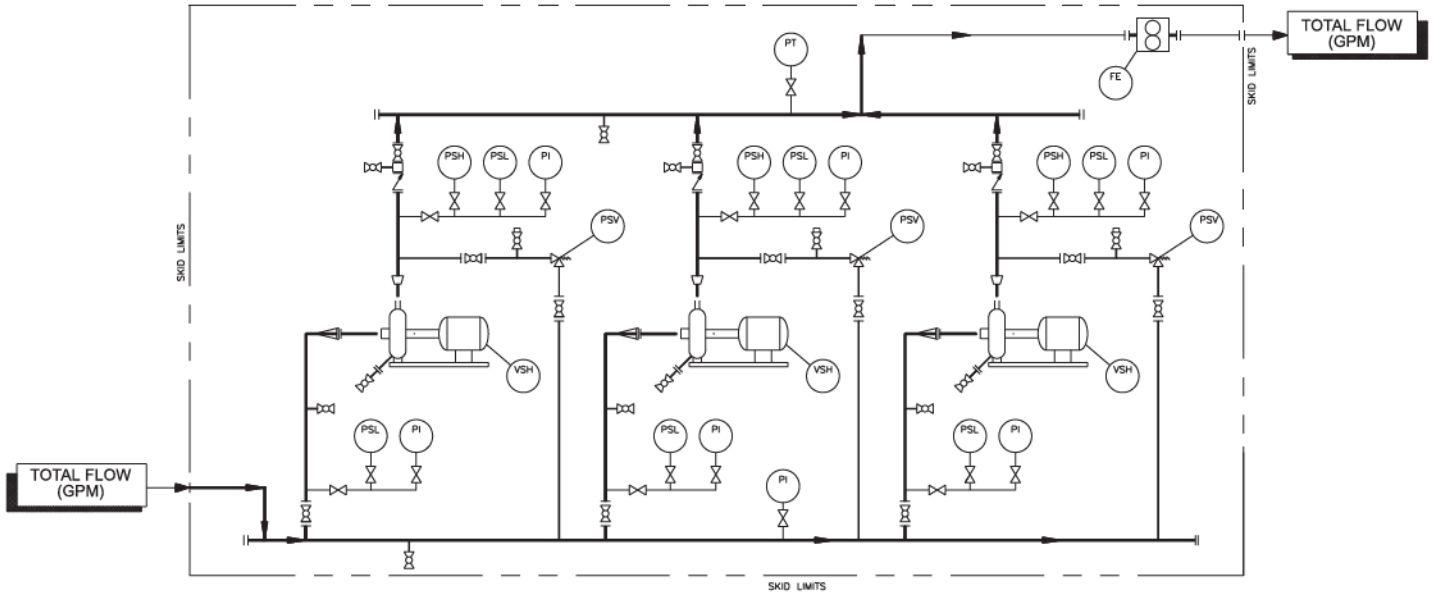 TOTAL FLOW
(GPM)
PT
FE
SKID LIMITS
PSH PSL PI
PSH PSL PI
PSH PSL PI
SKID LIMITS
PSV
PSV
PSV
VSH
VSH
VSH
PSL PI
PSL PI
PSL PI
TOTAL FLOW
(GPM)
PI
SKID LIMITS